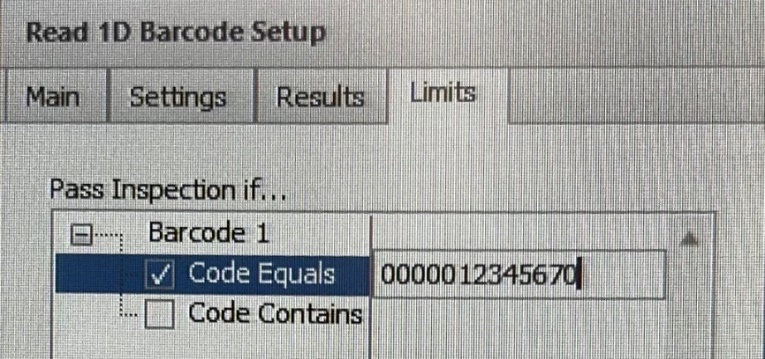 Read 1D Barcode Setup
Main Settings Results Limits
Pass Inspection if...
Barcode 1
Code Equals 0000012345670
Code Contains